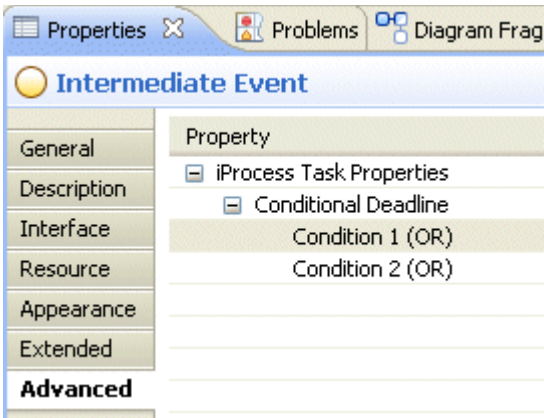 Properties Problems Diagram Frag
Intermediate Event
Property
General
iProcess Task Properties
Description
Conditional Deadline
Interface
Condition 1 (OR)
Resource
Condition 2 (OR)
Appearance
Extended
Advanced